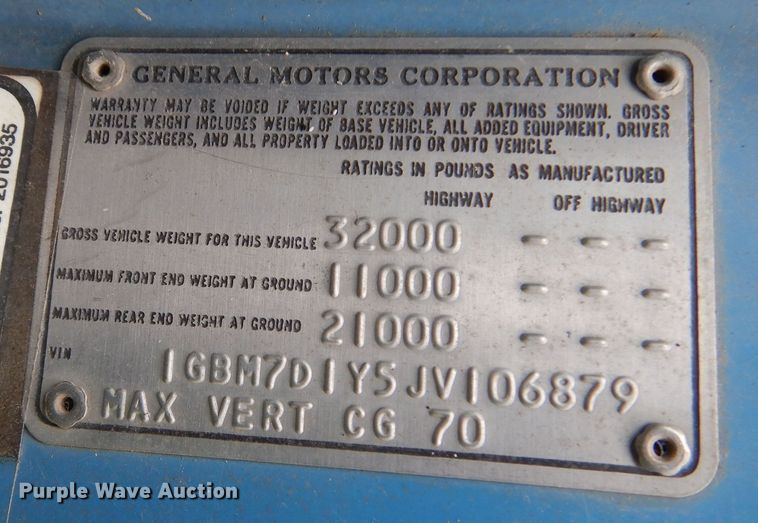 GENERAL MOTORS CORPORATION
WARRANTY MAY BE VOIDED IF WEIGHT EXCEEDS ANY OF RATINGS SHOWN. GROSS
VEHICLE WEIGHT INCLUDES WEIGHT OF BASE VEHICLE, ALL ADDED EQUIPMENT, DRIVER
AND PASSENGERS, AND ALL PROPERTY LOADED INTO OR ONTO VEHICLE.
RATINGS IN POUNDS AS MANUFACTURED
HIGHWAY OFF HIGHWAY
GROSS VEHICLE WEIGHT FOR THIS VEHICLE 32000 - - -
MAXIMUM FRONT END WEIGHT AT GROUND 11000 - - -
MAXIMUM REAR END WEIGHT AT GROUND 21000 - - -
VIN 1GBM7D1Y5JV106879
MAX VERT CG 70
2016935
Purple Wave Auction